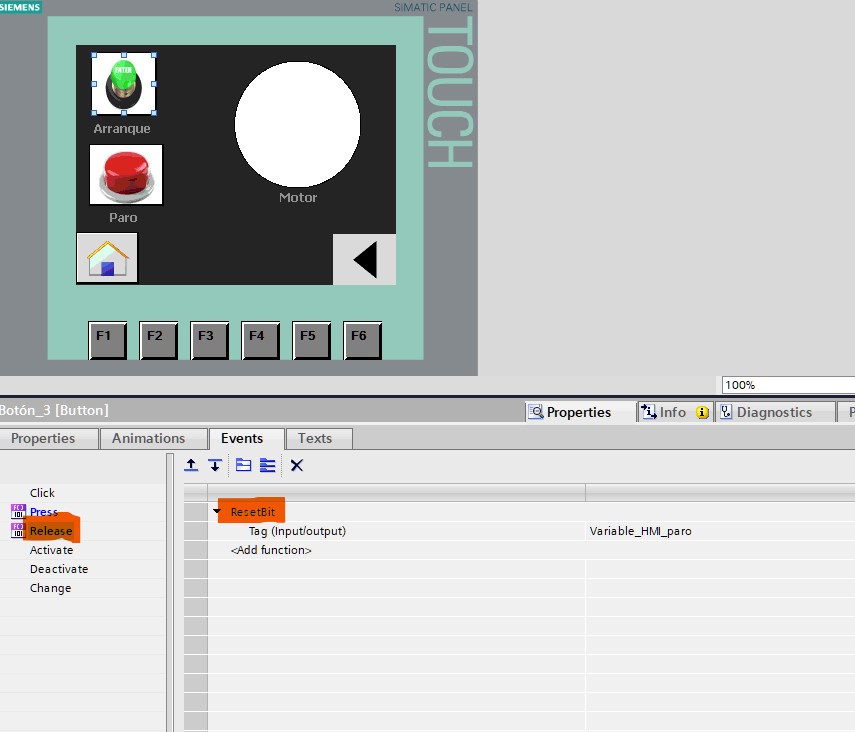 SIEMENS
SIMATIC PANEL
TOUCH
ENTER
Arranque
Paro
Motor
F1 F2 F3 F4 F5 F6
100%
Botón_3 [Button]
Properties Info Diagnostics P
Properties Animations Events Texts
Click
Press
Release
Activate
Deactivate
Change
ResetBit
Tag (Input/output) Variable_HMI_paro
<Add function>